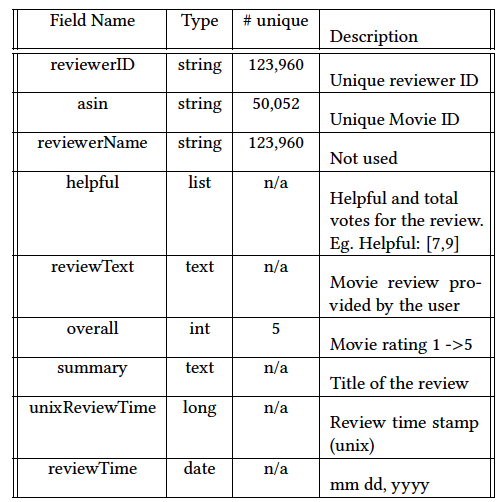 Field Name Type # unique Description
reviewerID string 123,960 Unique reviewer ID
asin string 50,052 Unique Movie ID
reviewerName string 123,960 Not used
helpful list n/a Helpful and total
votes for the review.
Eg. Helpful: [7,9]
reviewText text n/a Movie review pro-
vided by the user
overall int 5 Movie rating 1 ->5
summary text n/a Title of the review
unixReviewTime long n/a Review time stamp
(unix)
reviewTime date n/a mm dd, yyyy